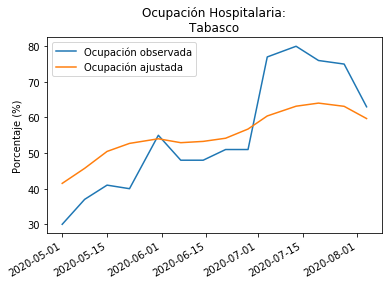 Ocupación Hospitalaria:
Tabasco
Ocupación observada
Ocupación ajustada
Porcentaje (%)
80
70
60
50
40
30
2020-05-01
2020-05-15
2020-06-01
2020-06-15
2020-07-01
2020-07-15
2020-08-01